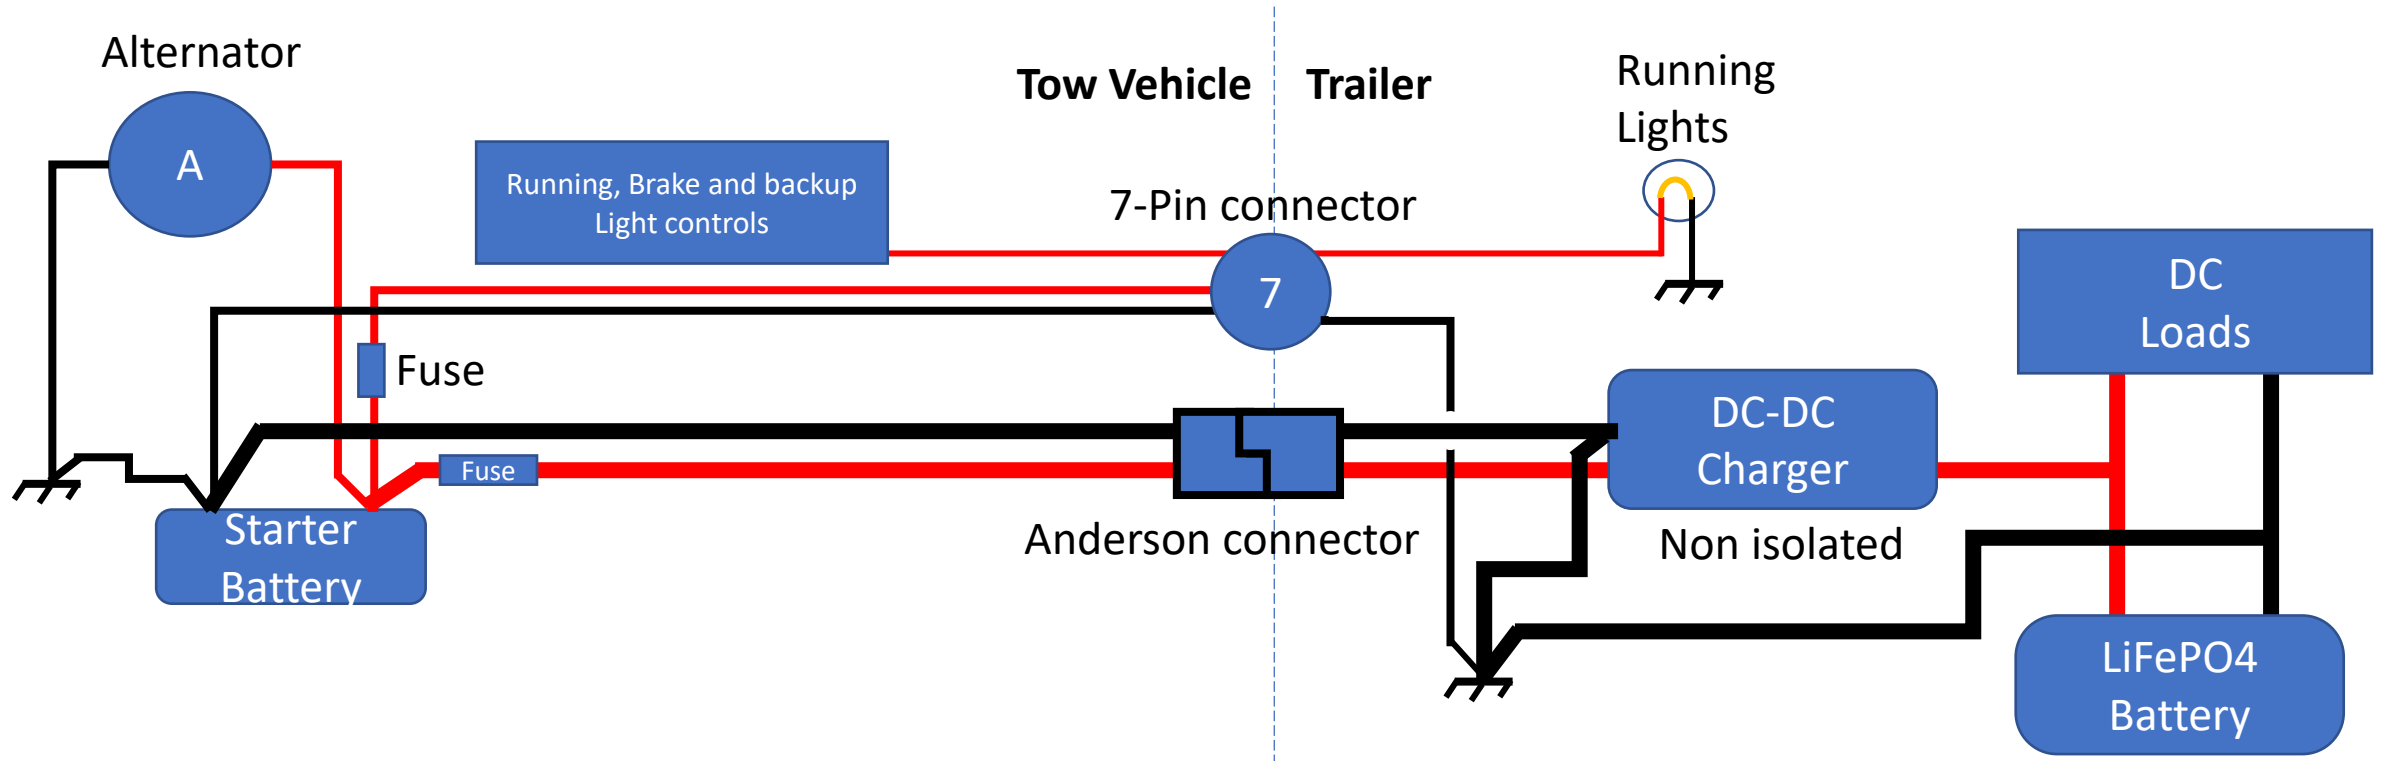 Alternator
A
Running, Brake and backup
Light controls
Tow Vehicle
Trailer
7-Pin connector
7
Running
Lights
DC
Loads
Fuse
Fuse
DC-DC
Charger
Starter
Battery
Anderson connector
Non isolated
LiFePO4
Battery